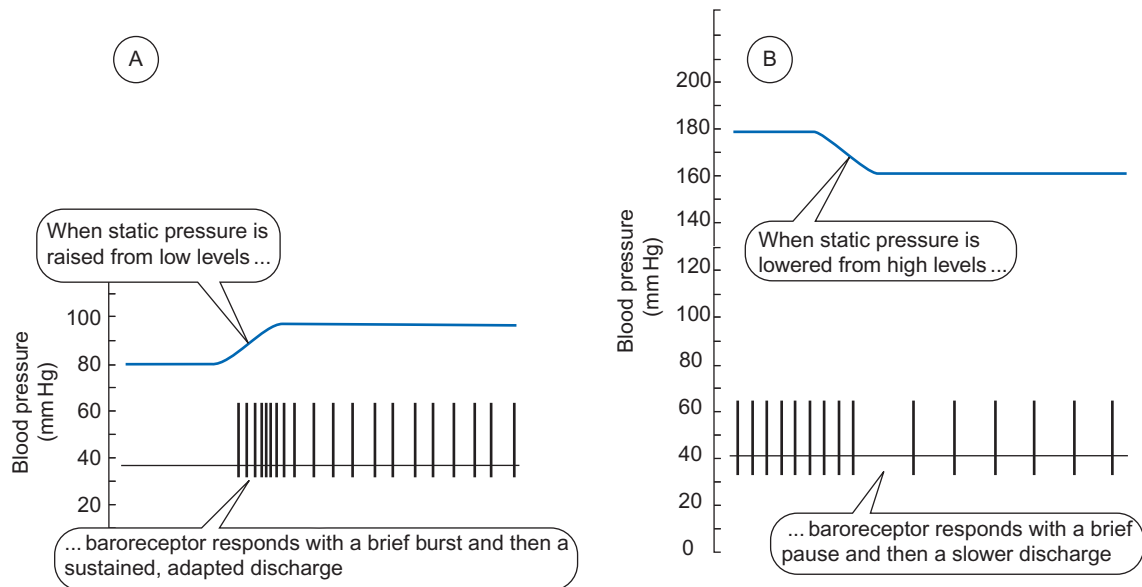 A
When static pressure is
raised from low levels ...
100
80
60
40
20
Blood pressure
(mm Hg)
... baroreceptor responds with a brief burst and then a
sustained, adapted discharge
B
200
180
160
140
120
100
80
60
40
20
0
Blood pressure
(mm Hg)
When static pressure is
lowered from high levels ...
... baroreceptor responds with a brief
pause and then a slower discharge